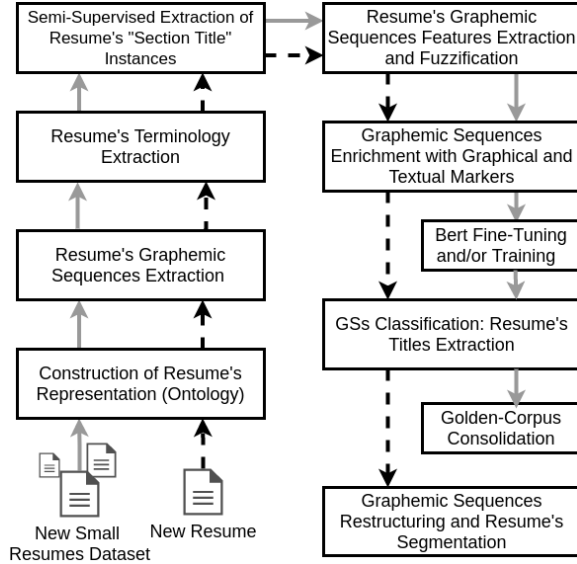 Semi-Supervised Extraction of
Resume's "Section Title"
Instances
Resume's Terminology
Extraction
Resume's Graphemic
Sequences Extraction
Construction of Resume's
Representation (Ontology)
New Small
Resumes Dataset
New Resume
Resume's Graphemic
Sequences Features Extraction
and Fuzzification
Graphemic Sequences
Enrichment with Graphical and
Textual Markers
Bert Fine-Tuning
and/or Training
GSs Classification: Resume's
Titles Extraction
Golden-Corpus
Consolidation
Graphemic Sequences
Restructuring and Resume's
Segmentation